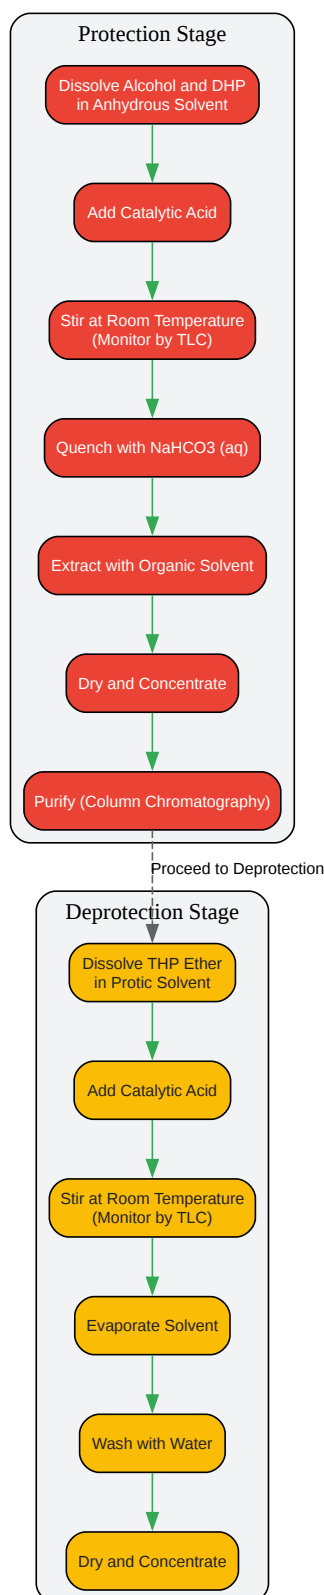 Protection Stage
Dissolve Alcohol and DHP
in Anhydrous Solvent
Add Catalytic Acid
Stir at Room Temperature
(Monitor by TLC)
Quench with NaHCO3 (aq)
Extract with Organic Solvent
Dry and Concentrate
Purify (Column Chromatography)
Proceed to Deprotection
Deprotection Stage
Dissolve THP Ether
in Protic Solvent
Add Catalytic Acid
Stir at Room Temperature
(Monitor by TLC)
Evaporate Solvent
Wash with Water
Dry and Concentrate